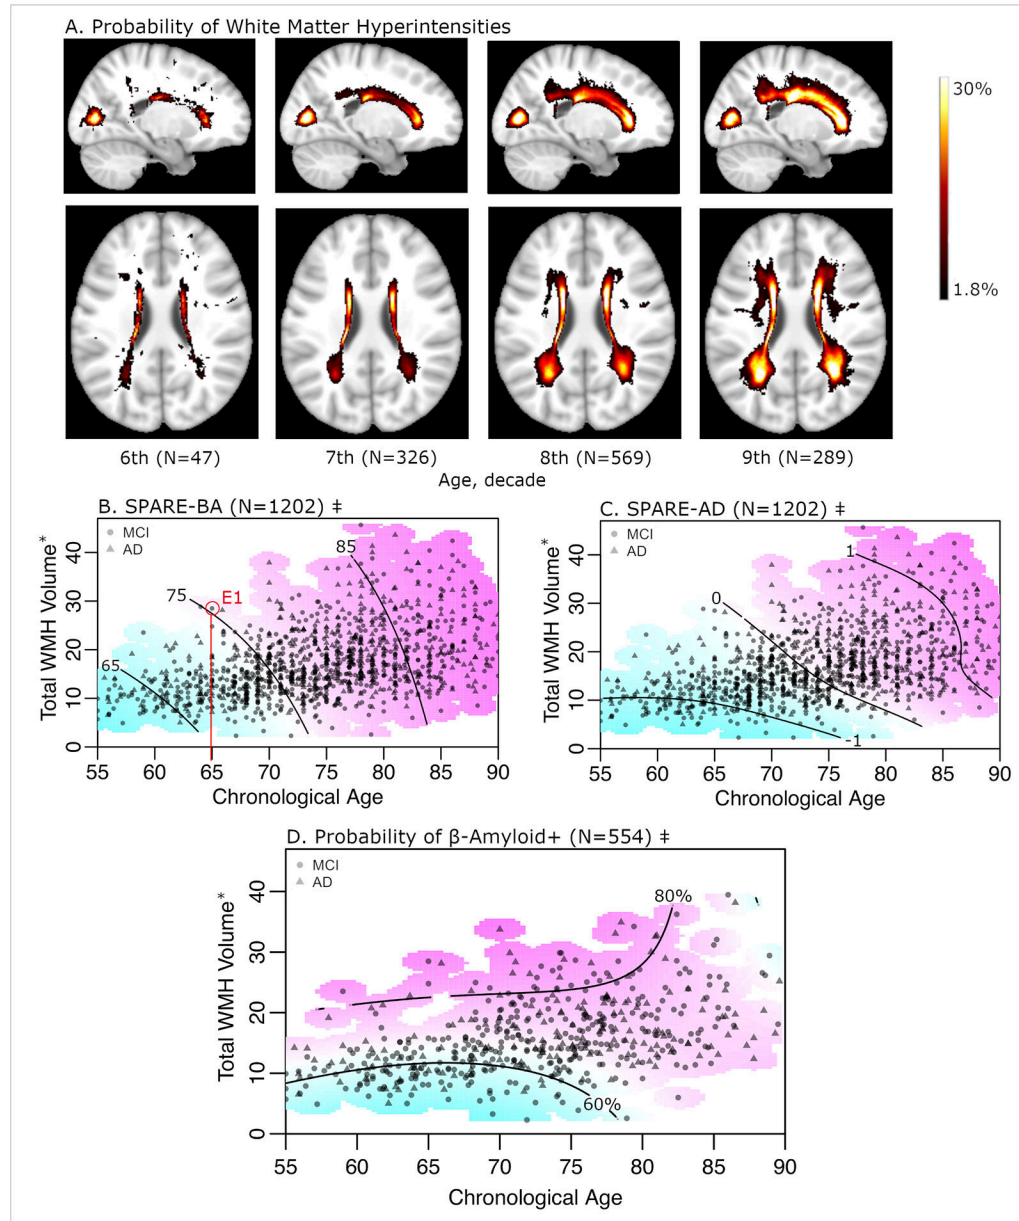 A. Probability of White Matter Hyperintensities
30%
1.8%
6th (N=47)
7th (N=326)
8th (N=569)
9th (N=289)
Age, decade
B. SPARE-BA (N=1202) ‡
MCI
AD
Total WMH Volume*
40
30
20
10
0
65
75
85
E1
55 60 65 70 75 80 85 90
Chronological Age
C. SPARE-AD (N=1202) ‡
MCI
AD
Total WMH Volume*
40
30
20
10
0
0
1
-1
55 60 65 70 75 80 85 90
Chronological Age
D. Probability of β-Amyloid+ (N=554) ‡
MCI
AD
Total WMH Volume*
40
30
20
10
0
80%
60%
55 60 65 70 75 80 85 90
Chronological Age